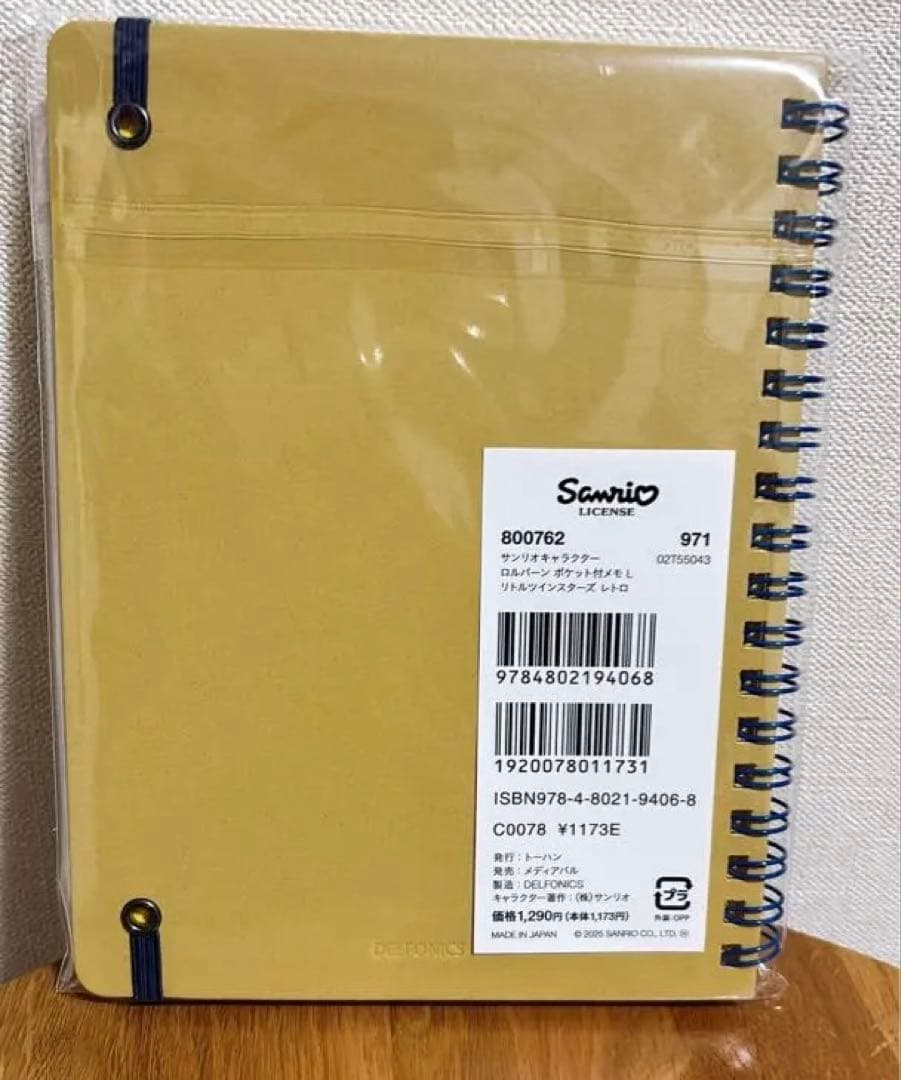 Sanrio
LICENSE
800762 971
サンリオキャラクター 02T55043
ロルバーン ポケット付メモ L
リトルツインスターズ レトロ
9784802194068
1920078011731
ISBN978-4-8021-9406-8
C0078 ¥1173E
発行：トーハン
発売：メディアパル
製造：DELFONICS
キャラクター著作：(株)サンリオ
プラ
外装:OPP
価格1,290円(本体1,173円)
MADE IN JAPAN © 2025 SANRIO CO., LTD. Ⓗ
DELFONICS